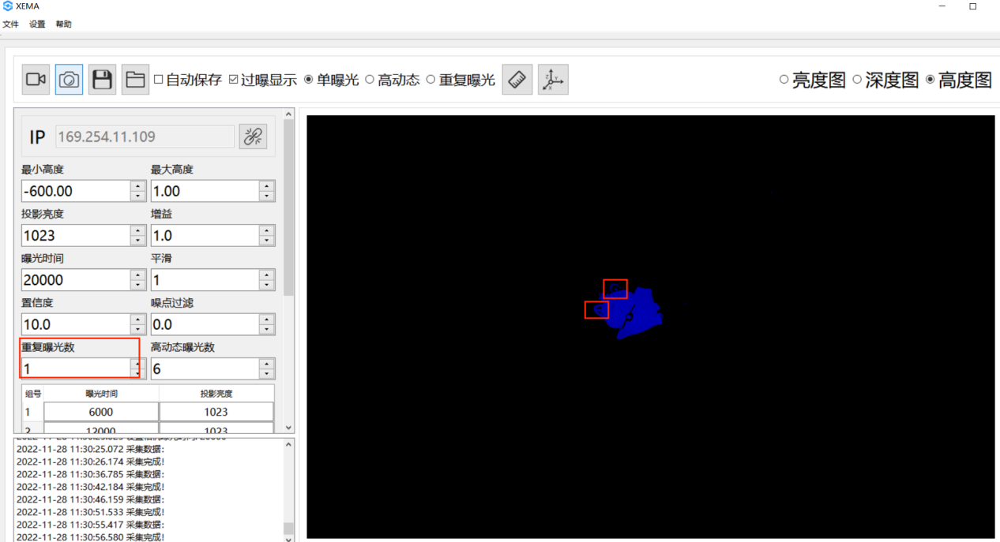 XEMA
文件 设置 帮助
自动保存 过曝显示 单曝光 高动态 重复曝光 亮度图 深度图 高度图
IP 169.254.11.109
最小高度 最大高度
-600.00 1.00
投影亮度 增益
1023 1.0
曝光时间 平滑
20000 1
置信度 噪点过滤
10.0 0.0
重复曝光数 高动态曝光数
1 6
组号 曝光时间 投影亮度
1 6000 1023
2 12000 1023
2022-11-28 11:30:25.072 采集数据:
2022-11-28 11:30:26.174 采集完成!
2022-11-28 11:30:36.785 采集数据:
2022-11-28 11:30:42.184 采集完成!
2022-11-28 11:30:46.159 采集数据:
2022-11-28 11:30:51.533 采集完成!
2022-11-28 11:30:55.417 采集数据:
2022-11-28 11:30:56.580 采集完成!